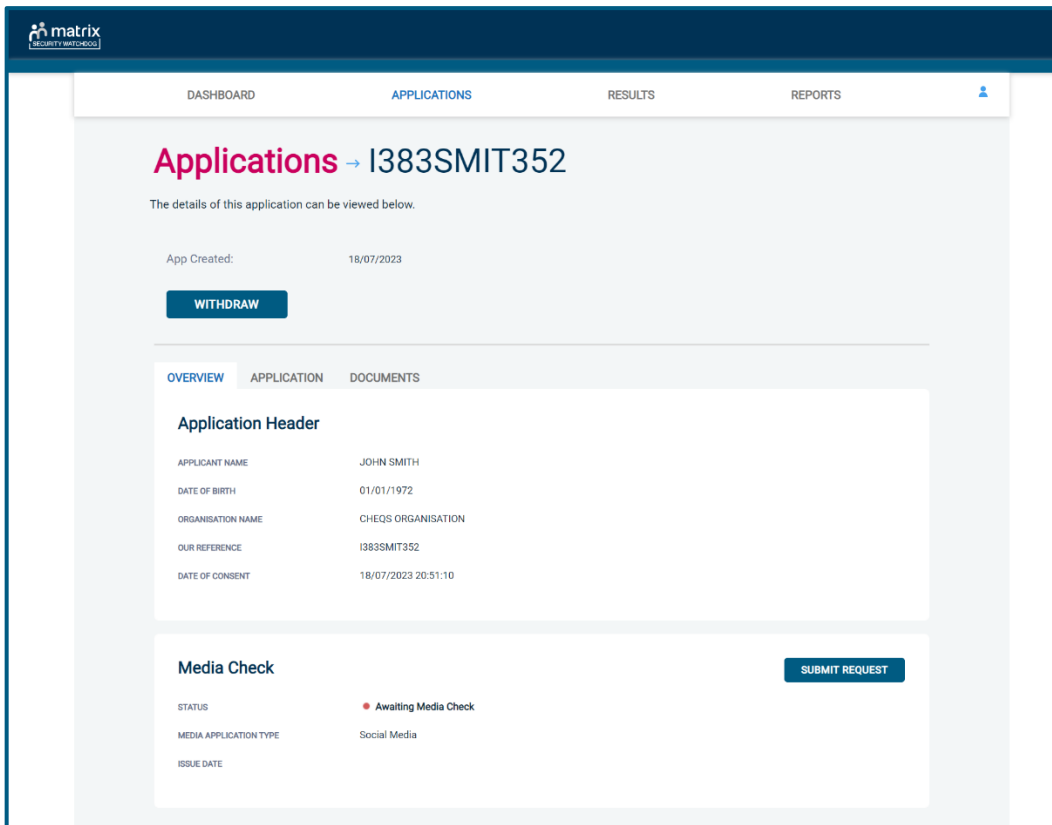 matrix
SECURITY WATCHDOG
DASHBOARD APPLICATIONS RESULTS REPORTS
Applications → I383SMIT352
The details of this application can be viewed below.
App Created: 18/07/2023
WITHDRAW
OVERVIEW APPLICATION DOCUMENTS
Application Header
APPLICANT NAME JOHN SMITH
DATE OF BIRTH 01/01/1972
ORGANISATION NAME CHEQS ORGANISATION
OUR REFERENCE I383SMIT352
DATE OF CONSENT 18/07/2023 20:51:10
Media Check SUBMIT REQUEST
STATUS Awaiting Media Check
MEDIA APPLICATION TYPE Social Media
ISSUE DATE